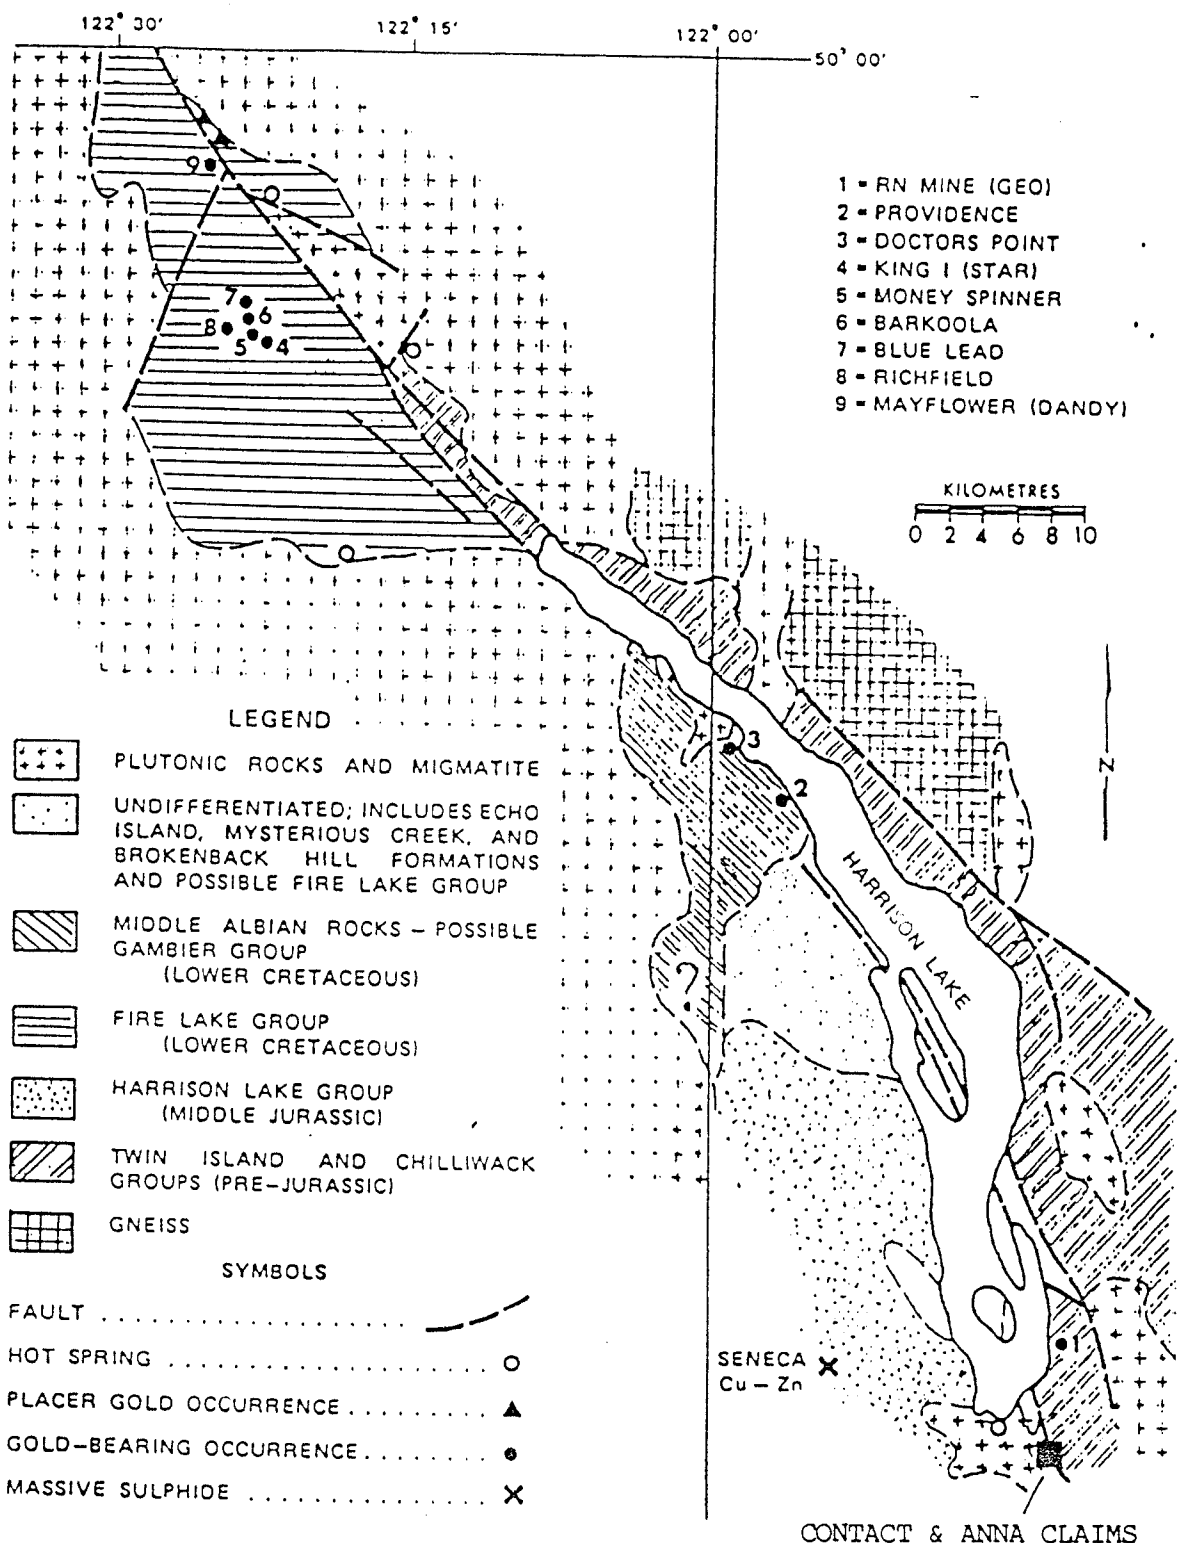 122° 30'
122° 15'
122° 00'
50° 00'
1 = RN MINE (GEO)
2 = PROVIDENCE
3 = DOCTORS POINT
4 = KING I (STAR)
5 = MONEY SPINNER
6 = BARKOOLA
7 = BLUE LEAD
8 = RICHFIELD
9 = MAYFLOWER (DANDY)
9
7
6
8
5
4
KILOMETRES
0 2 4 6 8 10
N
3
2
HARRISON LAKE
?
1
SENECA
Cu – Zn
LEGEND
PLUTONIC ROCKS AND MIGMATITE
UNDIFFERENTIATED; INCLUDES ECHO
ISLAND, MYSTERIOUS CREEK, AND
BROKENBACK HILL FORMATIONS
AND POSSIBLE FIRE LAKE GROUP
MIDDLE ALBIAN ROCKS – POSSIBLE
GAMBIER GROUP
(LOWER CRETACEOUS)
FIRE LAKE GROUP
(LOWER CRETACEOUS)
HARRISON LAKE GROUP
(MIDDLE JURASSIC)
TWIN ISLAND AND CHILLIWACK
GROUPS (PRE–JURASSIC)
GNEISS
SYMBOLS
FAULT
HOT SPRING
PLACER GOLD OCCURRENCE
GOLD–BEARING OCCURRENCE
MASSIVE SULPHIDE
CONTACT & ANNA CLAIMS